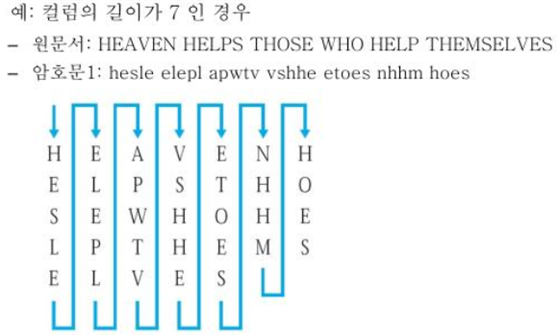 예: 컬럼의 길이가 7 인 경우
– 원문서: HEAVEN HELPS THOSE WHO HELP THEMSELVES
– 암호문1: hesle elepl apwtv vshhe etoes nhhm hoes
H E A V E N H
E L P S T H O
S E W H O H E
L P T H E M S
E L V E S